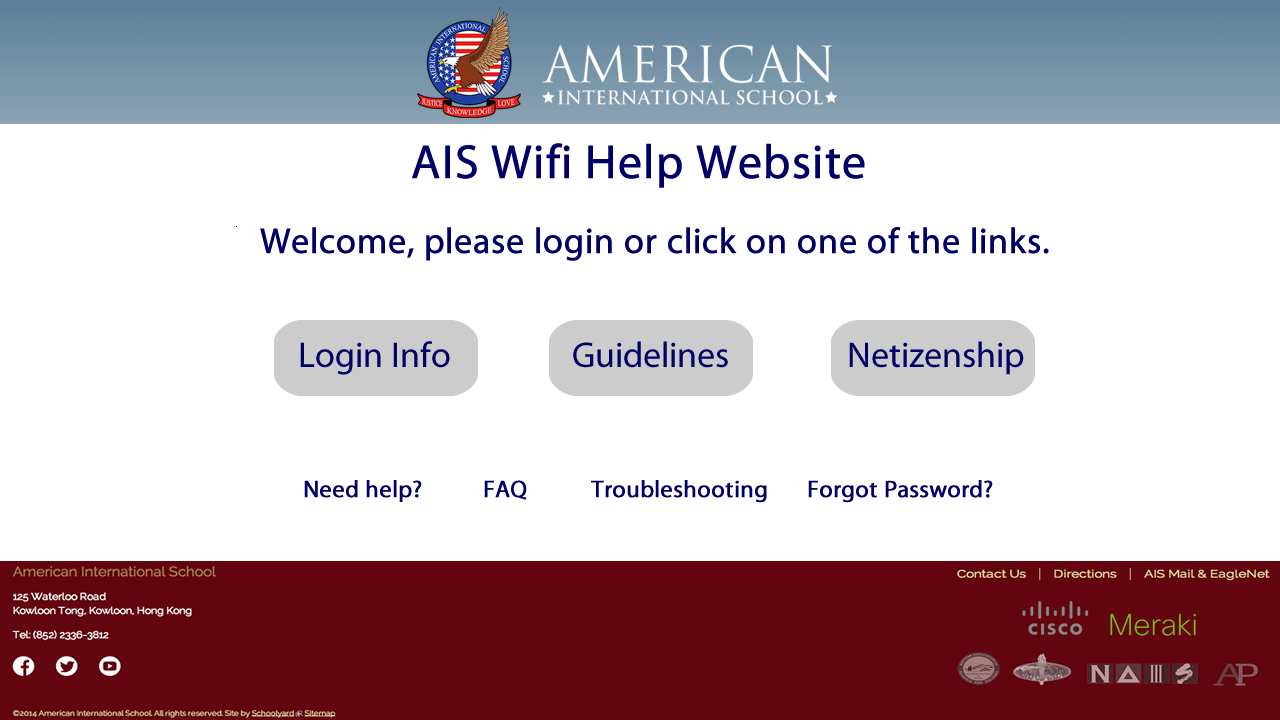 AMERICAN INTERNATIONAL SCHOOL
JUSTICE KNOWLEDGE LOVE
AMERICAN
INTERNATIONAL SCHOOL
AIS Wifi Help Website
Welcome, please login or click on one of the links.
Login Info Guidelines Netizenship
Need help? FAQ Troubleshooting Forgot Password?
American International School
125 Waterloo Road
Kowloon Tong, Kowloon, Hong Kong
Tel: (852) 2336-3812
©2014 American International School. All rights reserved. Site by Schoolyard Sitemap
Contact Us | Directions | AIS Mail & EagleNet
CISCO Meraki
AP